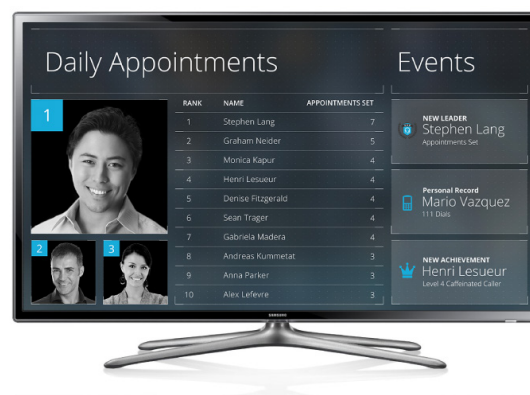 Daily Appointments
Events
1
2
3
RANK NAME APPOINTMENTS SET
1 Stephen Lang 7
2 Graham Neider 5
3 Monica Kapur 4
4 Henri Lesueur 4
5 Denise Fitzgerald 4
6 Sean Trager 4
7 Gabriela Madera 4
8 Andreas Kummetat 3
9 Anna Parker 3
10 Alex Lefevre 3
NEW LEADER
Stephen Lang
Appointments Set
Personal Record
Mario Vazquez
111 Dials
NEW ACHIEVEMENT
Henri Lesueur
Level 4 Caffeinated Caller
SAMSUNG